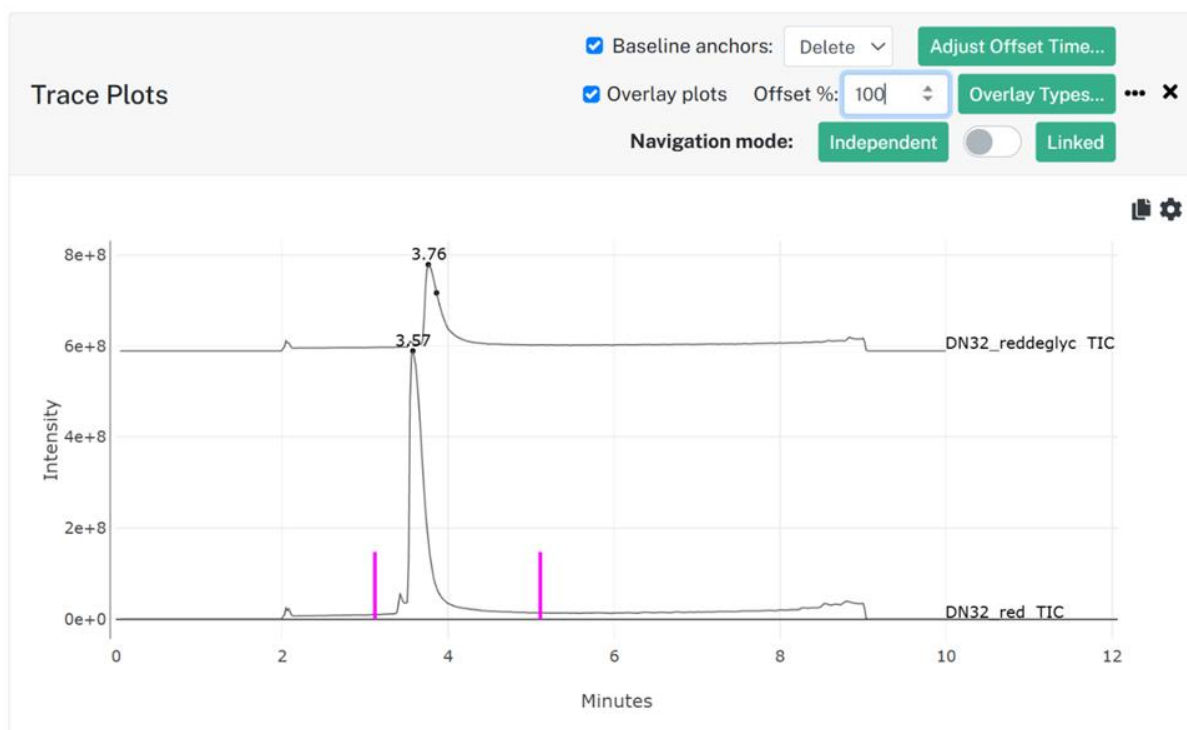 Baseline anchors: Delete Adjust Offset Time...
Trace Plots
Overlay plots Offset %: 100 Overlay Types...
Navigation mode: Independent Linked
8e+8
3.76
6e+8
3.57
DN32_reddeglyc TIC
Intensity
4e+8
2e+8
0e+0
DN32_red TIC
0 2 4 6 8 10 12
Minutes